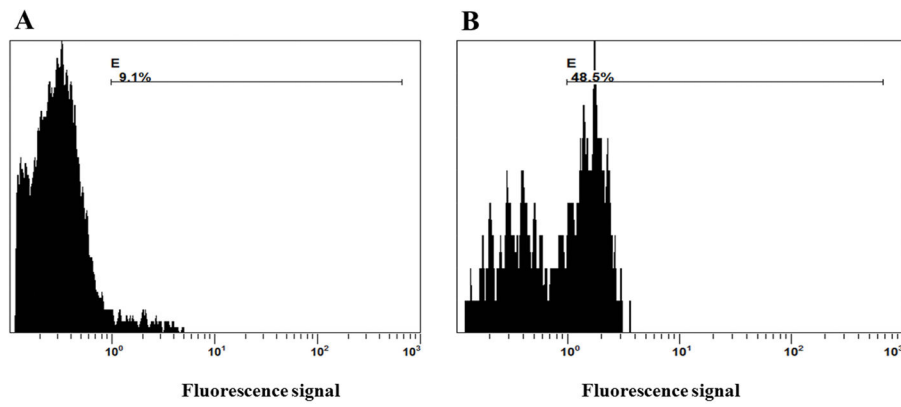 A
B
E
9.1%
E
48.5%
10⁰ 10¹ 10² 10³
10⁰ 10¹ 10² 10³
Fluorescence signal
Fluorescence signal